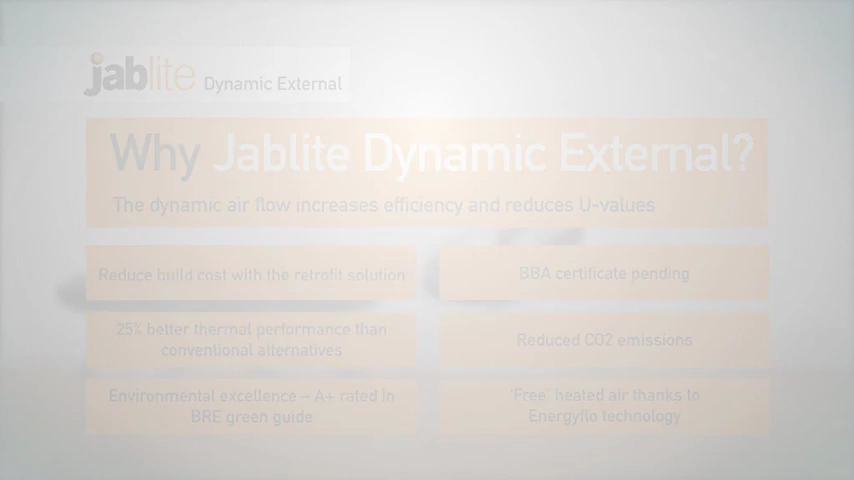 jablite Dynamic External
Why Jablite Dynamic External?
The dynamic air flow increases efficiency and reduces U-values
Reduce build cost with the retrofit solution
BBA certificate pending
25% better thermal performance than
conventional alternatives
Reduced CO2 emissions
Environmental excellence – A+ rated in
BRE green guide
'Free' heated air thanks to
Energyflo technology